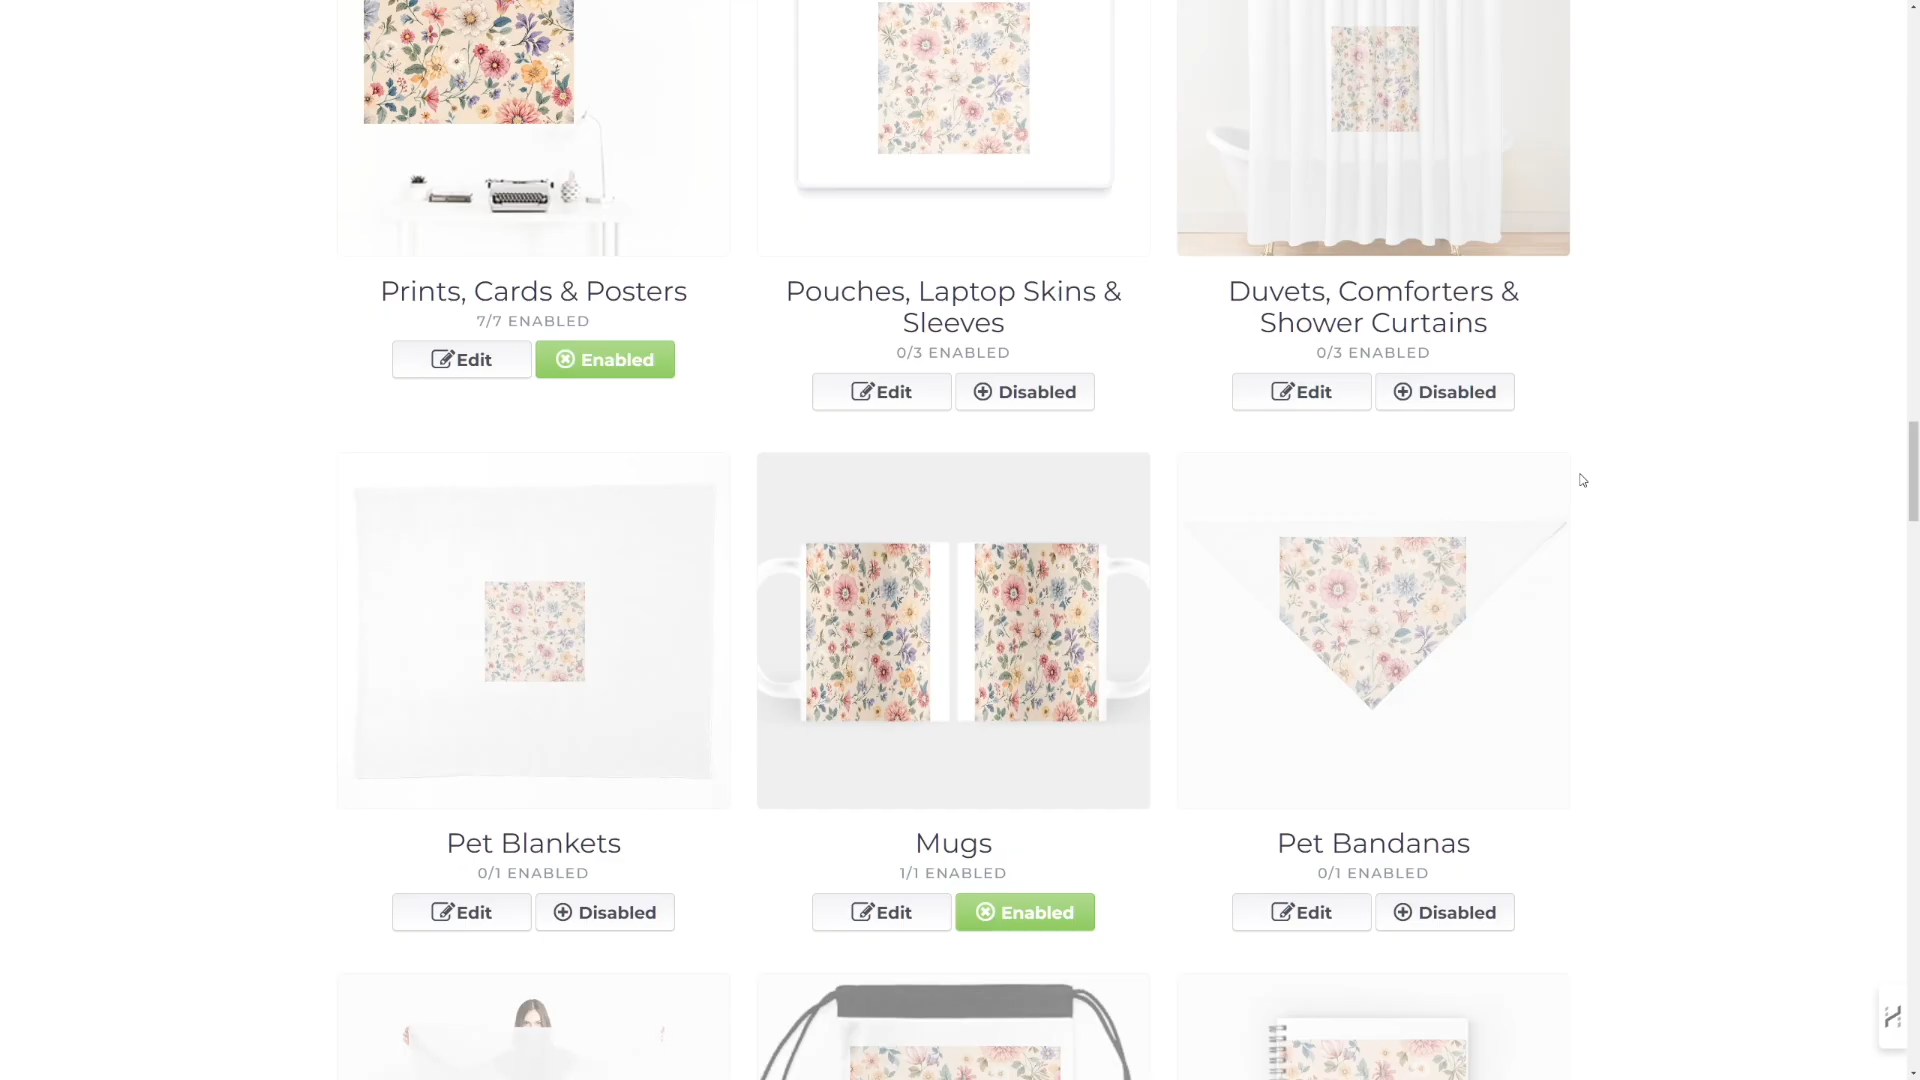 Prints, Cards & Posters
7/7 ENABLED
Edit
Enabled
Pouches, Laptop Skins &
Sleeves
0/3 ENABLED
Edit
Disabled
Duvets, Comforters &
Shower Curtains
0/3 ENABLED
Edit
Disabled
Pet Blankets
0/1 ENABLED
Edit
Disabled
Mugs
1/1 ENABLED
Edit
Enabled
Pet Bandanas
0/1 ENABLED
Edit
Disabled